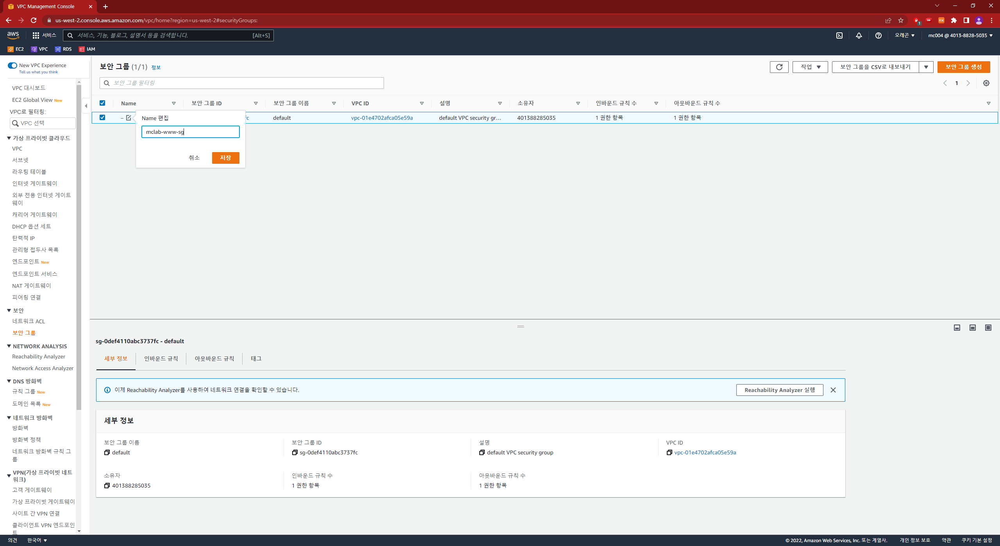 VPC Management Console
us-west-2.console.aws.amazon.com/vpc/home?region=us-west-2#securityGroups:
1
aws 서비스 서비스, 기능, 블로그, 설명서 등을 검색합니다. [Alt+S] 오레곤 mc004 @ 4013-8828-5035
EC2 VPC RDS IAM
New VPC Experience
Tell us what you think
VPC 대시보드
EC2 Global View New
VPC로 필터링:
VPC 선택
가상 프라이빗 클라우드
VPC
서브넷
라우팅 테이블
인터넷 게이트웨이
외부 전용 인터넷 게이트
웨이
캐리어 게이트웨이
DHCP 옵션 세트
탄력적 IP
관리형 접두사 목록
엔드포인트 New
엔드포인트 서비스
NAT 게이트웨이
피어링 연결
보안
네트워크 ACL
보안 그룹
NETWORK ANALYSIS
Reachability Analyzer
Network Access Analyzer
DNS 방화벽
규칙 그룹 New
도메인 목록 New
네트워크 방화벽
방화벽
방화벽 정책
네트워크 방화벽 규칙 그
룹
VPN(가상 프라이빗 네트
워크)
고객 게이트웨이
가상 프라이빗 게이트웨이
사이트 간 VPN 연결
클라이언트 VPN 엔드포인
트
보안 그룹 (1/1) 정보
작업 보안 그룹을 CSV로 내보내기 보안 그룹 생성
보안 그룹 필터링
1
Name 보안 그룹 ID 보안 그룹 이름 VPC ID 설명 소유자 인바운드 규칙 수 아웃바운드 규칙 수
– fc default vpc-01e4702afca05e59a default VPC security gr... 401388285035 1 권한 항목 1 권한 항목
Name 편집
mclab-www-sg
취소 저장
sg-0def4110abc3737fc - default
세부 정보 인바운드 규칙 아웃바운드 규칙 태그
이제 Reachability Analyzer를 사용하여 네트워크 연결을 확인할 수 있습니다. Reachability Analyzer 실행
세부 정보
보안 그룹 이름 보안 그룹 ID 설명 VPC ID
default sg-0def4110abc3737fc default VPC security group vpc-01e4702afca05e59a
소유자 인바운드 규칙 수 아웃바운드 규칙 수
401388285035 1 권한 항목 1 권한 항목
의견 한국어 © 2022, Amazon Web Services, Inc. 또는 계열사. 개인 정보 보호 약관 쿠키 기본 설정